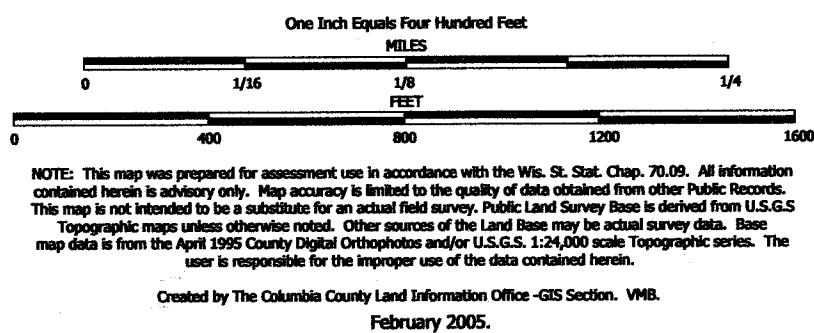 One Inch Equals Four Hundred Feet
MILES
0 1/16 1/8 1/4
FEET
0 400 800 1200 1600
NOTE: This map was prepared for assessment use in accordance with the Wis. St. Stat. Chap. 70.09. All information
contained herein is advisory only. Map accuracy is limited to the quality of data obtained from other Public Records.
This map is not intended to be a substitute for an actual field survey. Public Land Survey Base is derived from U.S.G.S
Topographic maps unless otherwise noted. Other sources of the Land Base may be actual survey data. Base
map data is from the April 1995 County Digital Orthophotos and/or U.S.G.S. 1:24,000 scale Topographic series. The
user is responsible for the improper use of the data contained herein.
Created by The Columbia County Land Information Office -GIS Section. VMB.
February 2005.